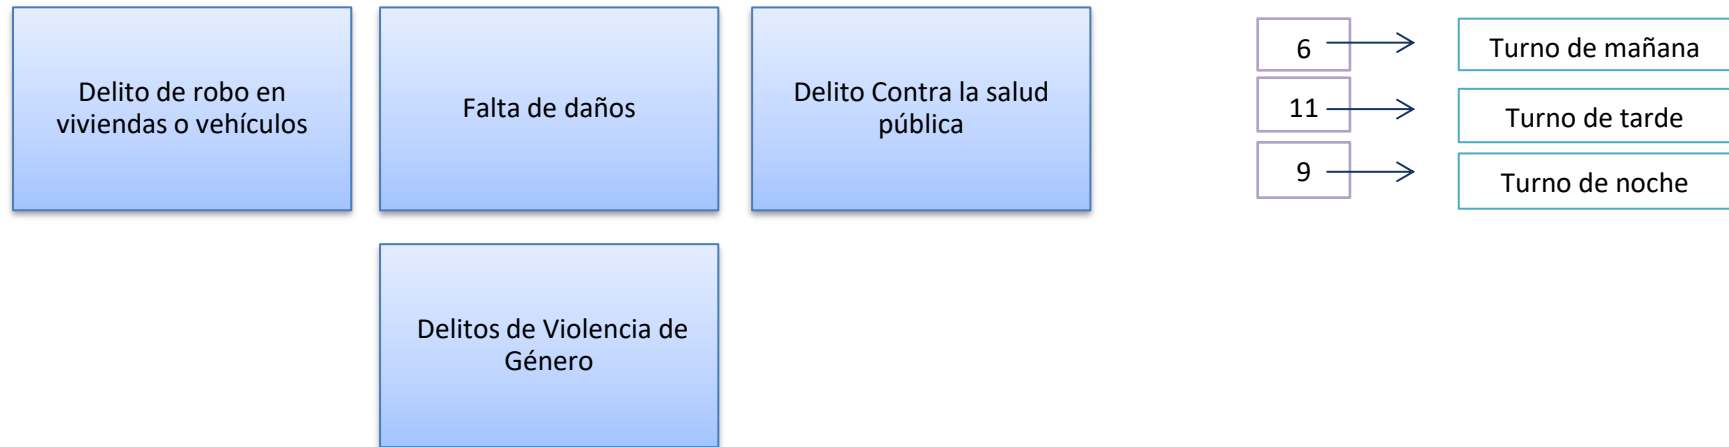 Delito de robo en
viviendas o vehículos
Falta de daños
Delito Contra la salud
pública
Delitos de Violencia de
Género
6
Turno de mañana
11
Turno de tarde
9
Turno de noche